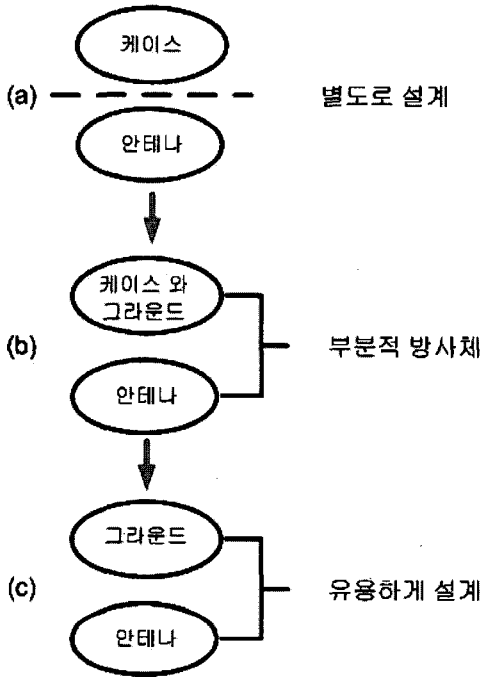 케이스
(a)
별도로 설계
안테나
케이스 와
그라운드
(b)
부분적 방사체
안테나
그라운드
(c)
유용하게 설계
안테나